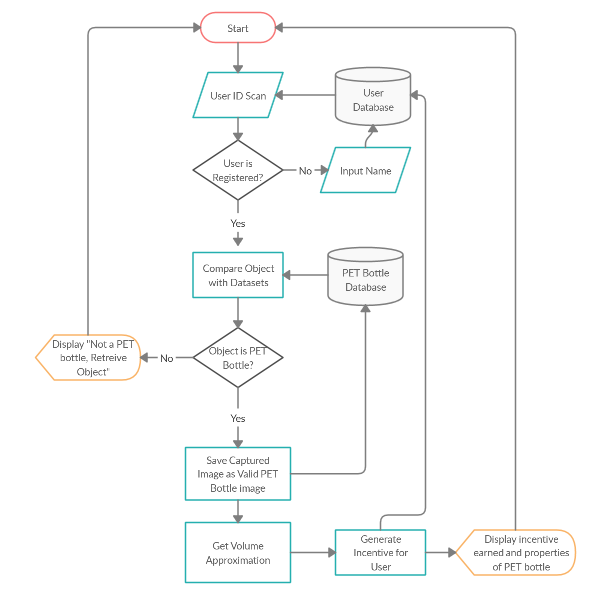 Start
User ID Scan
User
Database
User is
Registered?
No
Input Name
Yes
Compare Object
with Datasets
PET Bottle
Database
Display "Not a PET
bottle, Retreive
Object"
No
Object is PET
Bottle?
Yes
Save Captured
Image as Valid PET
Bottle image
Get Volume
Approximation
Generate
Incentive for
User
Display incentive
earned and properties
of PET bottle